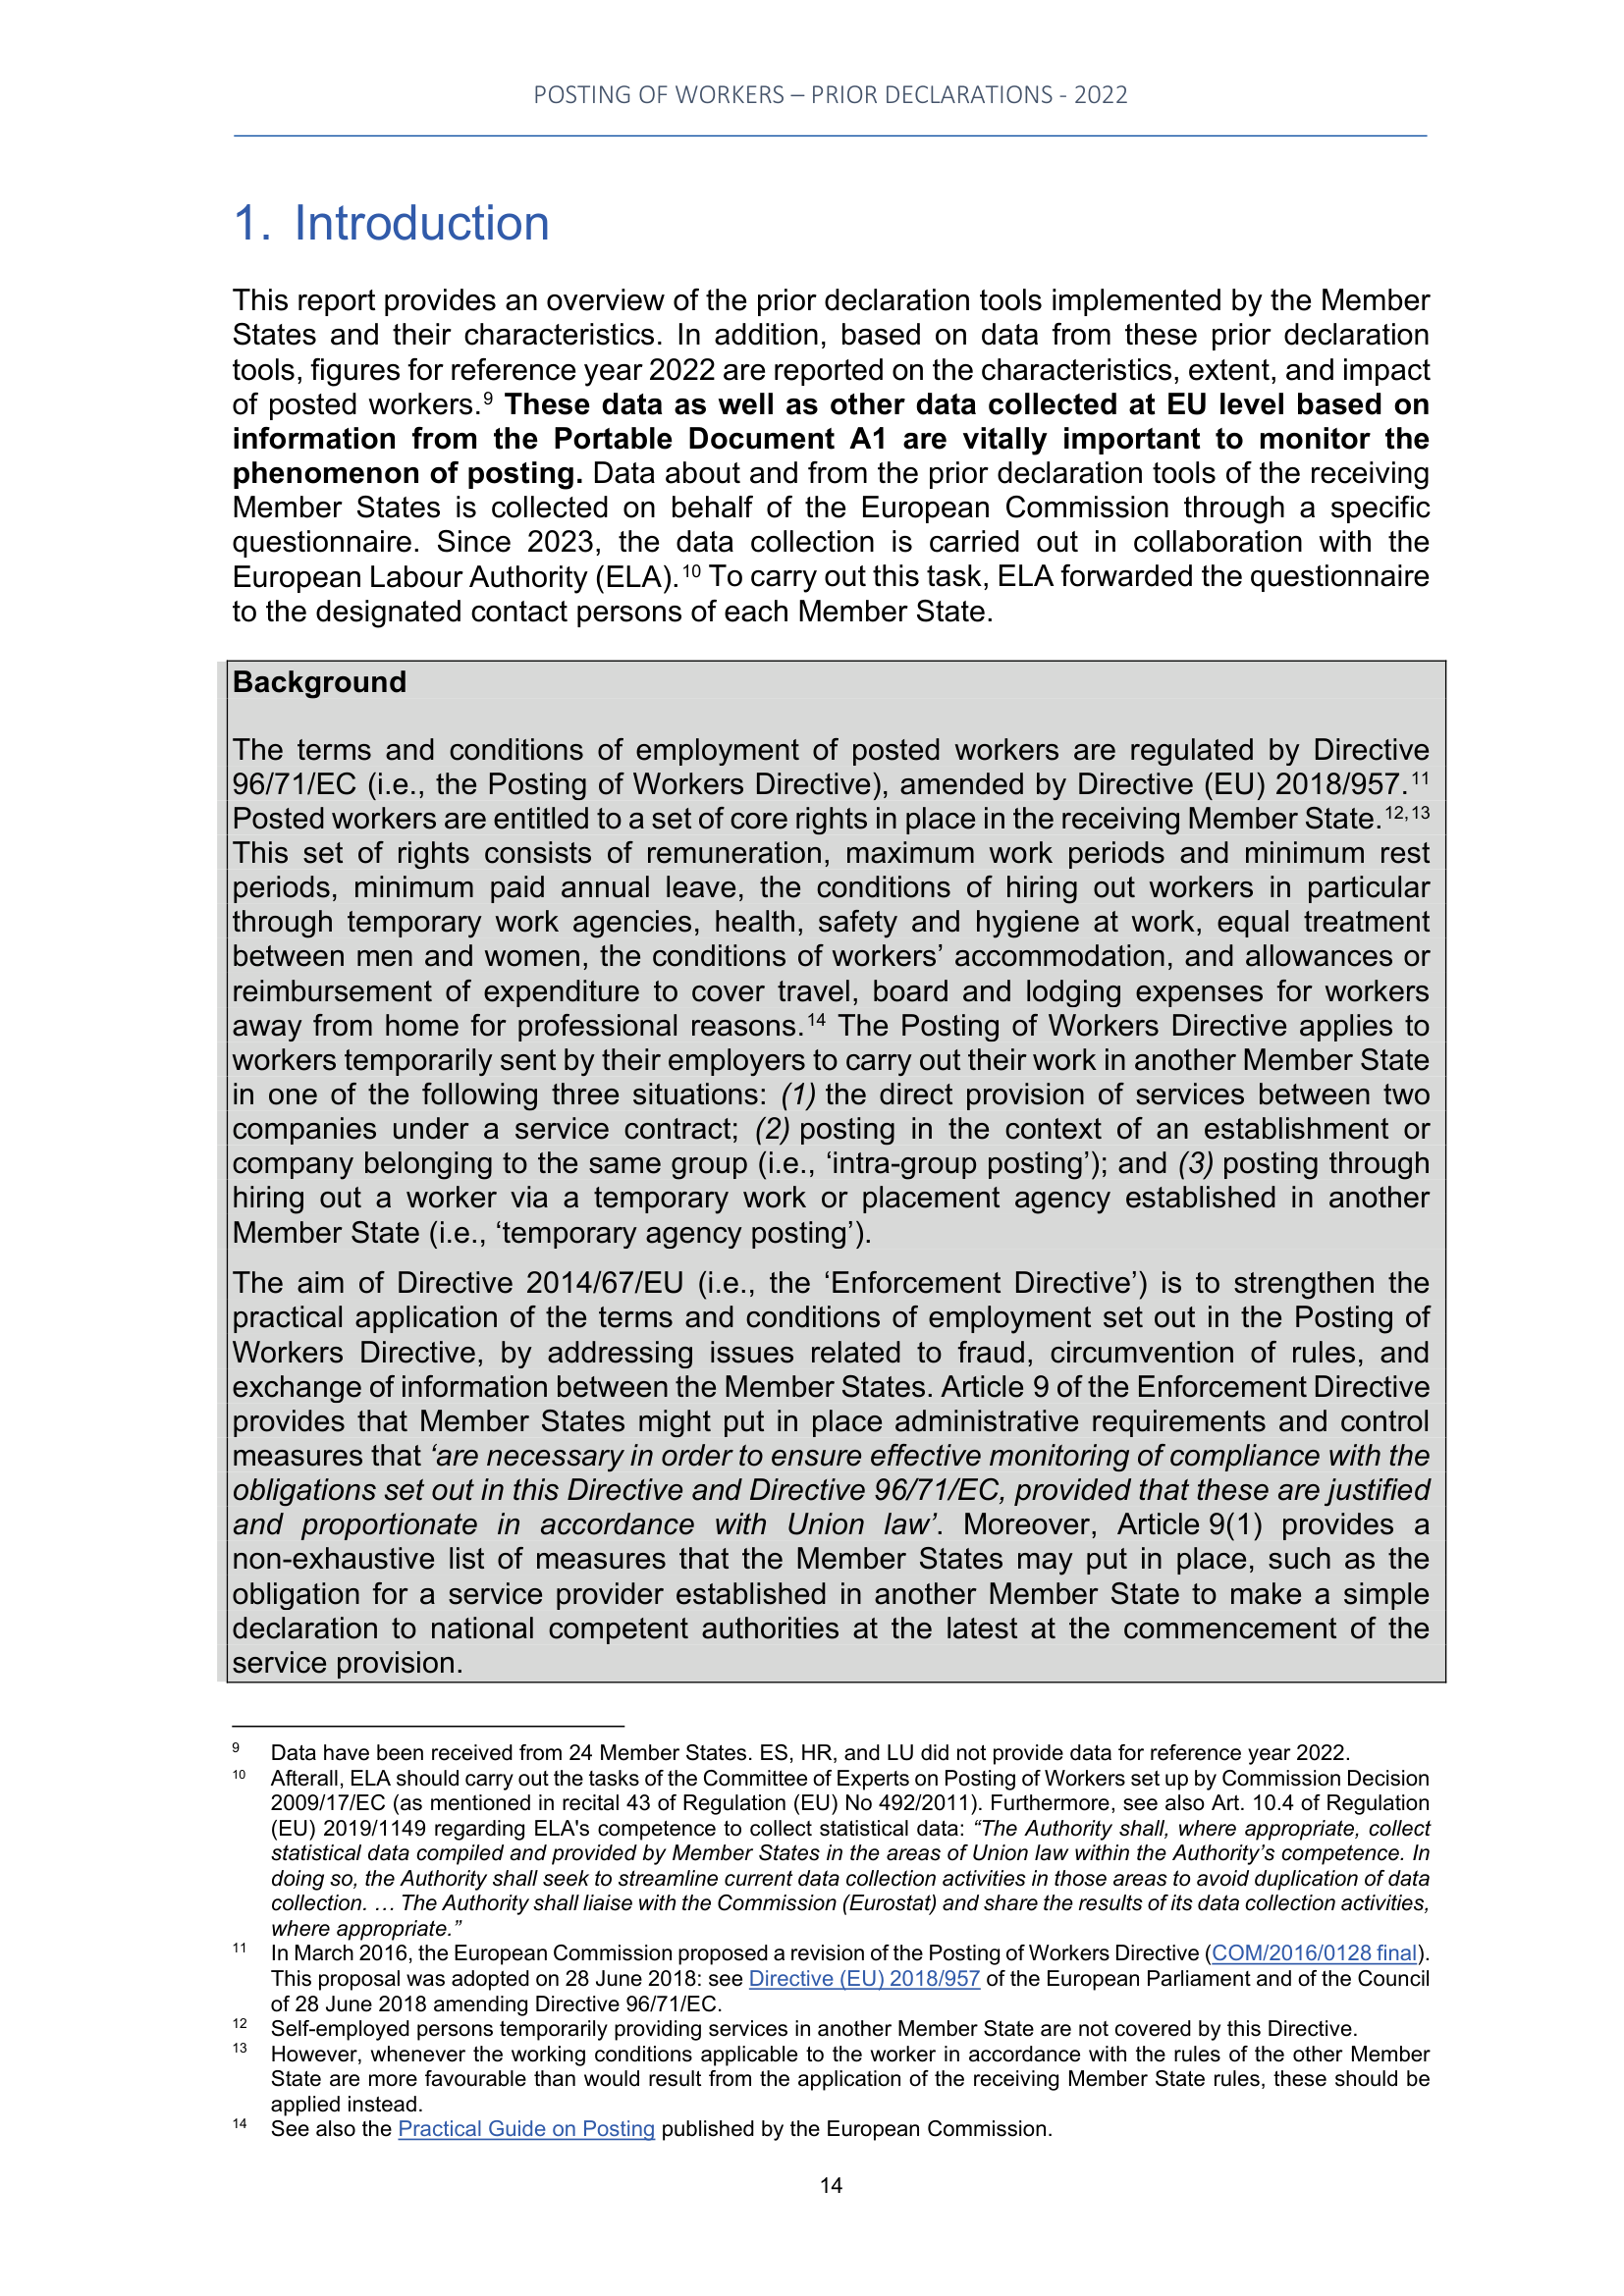 POSTING OF WORKERS – PRIOR DECLARATIONS - 2022
1. Introduction
This report provides an overview of the prior declaration tools implemented by the Member
States and their characteristics. In addition, based on data from these prior declaration
tools, figures for reference year 2022 are reported on the characteristics, extent, and impact
of posted workers.9 These data as well as other data collected at EU level based on
information from the Portable Document A1 are vitally important to monitor the
phenomenon of posting. Data about and from the prior declaration tools of the receiving
Member States is collected on behalf of the European Commission through a specific
questionnaire. Since 2023, the data collection is carried out in collaboration with the
European Labour Authority (ELA).10 To carry out this task, ELA forwarded the questionnaire
to the designated contact persons of each Member State.
Background
The terms and conditions of employment of posted workers are regulated by Directive
96/71/EC (i.e., the Posting of Workers Directive), amended by Directive (EU) 2018/957.11
Posted workers are entitled to a set of core rights in place in the receiving Member State.12,13
This set of rights consists of remuneration, maximum work periods and minimum rest
periods, minimum paid annual leave, the conditions of hiring out workers in particular
through temporary work agencies, health, safety and hygiene at work, equal treatment
between men and women, the conditions of workers’ accommodation, and allowances or
reimbursement of expenditure to cover travel, board and lodging expenses for workers
away from home for professional reasons.14 The Posting of Workers Directive applies to
workers temporarily sent by their employers to carry out their work in another Member State
in one of the following three situations: (1) the direct provision of services between two
companies under a service contract; (2) posting in the context of an establishment or
company belonging to the same group (i.e., ‘intra-group posting’); and (3) posting through
hiring out a worker via a temporary work or placement agency established in another
Member State (i.e., ‘temporary agency posting’).
The aim of Directive 2014/67/EU (i.e., the ‘Enforcement Directive’) is to strengthen the
practical application of the terms and conditions of employment set out in the Posting of
Workers Directive, by addressing issues related to fraud, circumvention of rules, and
exchange of information between the Member States. Article 9 of the Enforcement Directive
provides that Member States might put in place administrative requirements and control
measures that ‘are necessary in order to ensure effective monitoring of compliance with the
obligations set out in this Directive and Directive 96/71/EC, provided that these are justified
and proportionate in accordance with Union law’. Moreover, Article 9(1) provides a
non-exhaustive list of measures that the Member States may put in place, such as the
obligation for a service provider established in another Member State to make a simple
declaration to national competent authorities at the latest at the commencement of the
service provision.
9 Data have been received from 24 Member States. ES, HR, and LU did not provide data for reference year 2022.
10 Afterall, ELA should carry out the tasks of the Committee of Experts on Posting of Workers set up by Commission Decision
2009/17/EC (as mentioned in recital 43 of Regulation (EU) No 492/2011). Furthermore, see also Art. 10.4 of Regulation
(EU) 2019/1149 regarding ELA's competence to collect statistical data: “The Authority shall, where appropriate, collect
statistical data compiled and provided by Member States in the areas of Union law within the Authority’s competence. In
doing so, the Authority shall seek to streamline current data collection activities in those areas to avoid duplication of data
collection. … The Authority shall liaise with the Commission (Eurostat) and share the results of its data collection activities,
where appropriate.”
11 In March 2016, the European Commission proposed a revision of the Posting of Workers Directive (COM/2016/0128 final).
This proposal was adopted on 28 June 2018: see Directive (EU) 2018/957 of the European Parliament and of the Council
of 28 June 2018 amending Directive 96/71/EC.
12 Self-employed persons temporarily providing services in another Member State are not covered by this Directive.
13 However, whenever the working conditions applicable to the worker in accordance with the rules of the other Member
State are more favourable than would result from the application of the receiving Member State rules, these should be
applied instead.
14 See also the Practical Guide on Posting published by the European Commission.
14